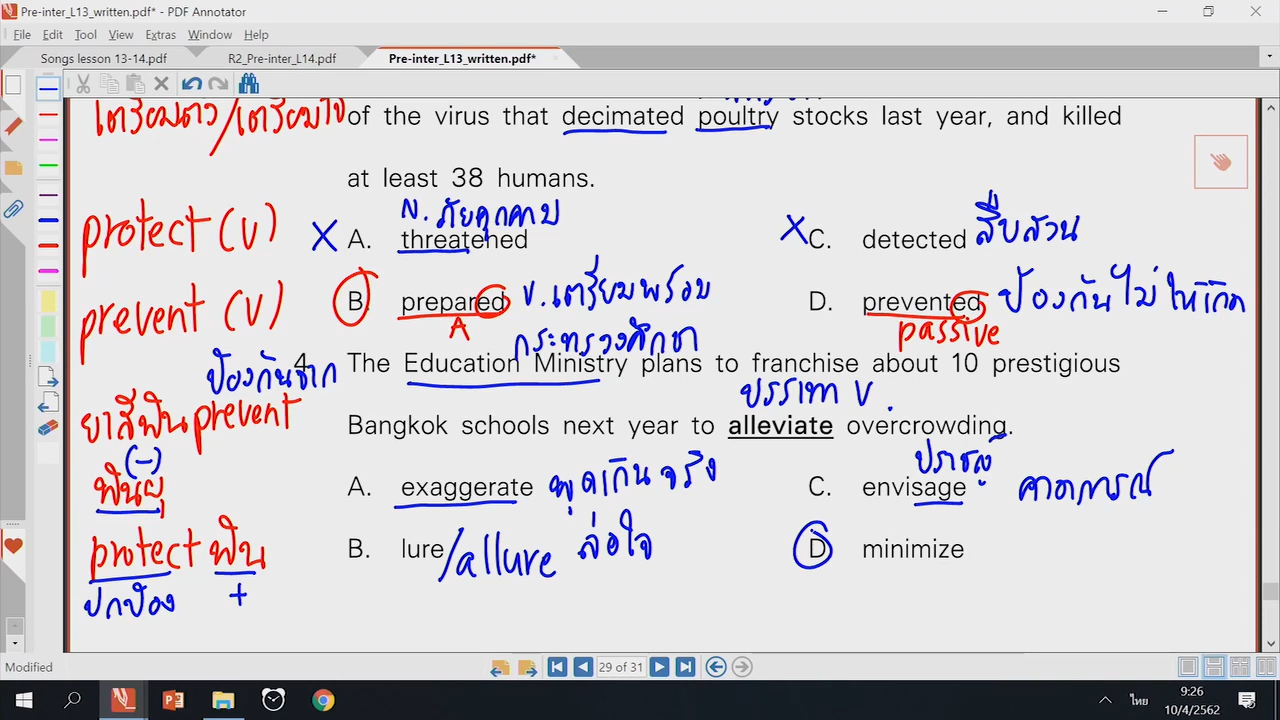 Pre-inter_L13_written.pdf* - PDF Annotator
File Edit Tool View Extras Window Help
Songs lesson 13-14.pdf R2_Pre-inter_L14.pdf Pre-inter_L13_written.pdf*
เตรียมตัว/เตรียมใจ of the virus that decimated poultry stocks last year, and killed
at least 38 humans.
N. ภัยคุกคาม
protect (v) X A. threatened X C. detected สืบสวน
prevent (v) B. prepared v. เตรียมพร้อม D. prevented ป้องกันไม่ให้เกิด
A กระทรวงศึกษา passive
4. The Education Ministry plans to franchise about 10 prestigious
ป้องกันจาก บรรเทา v.
ยาสีฟัน prevent Bangkok schools next year to alleviate overcrowding.
(-) ปราชญ์
ฟันผุ A. exaggerate พูดเกินจริง C. envisage คาดการณ์
protect ฟัน B. lure/allure ล่อใจ D. minimize
ปกป้อง +
Modified 29 of 31
ไทย 9:26
10/4/2562